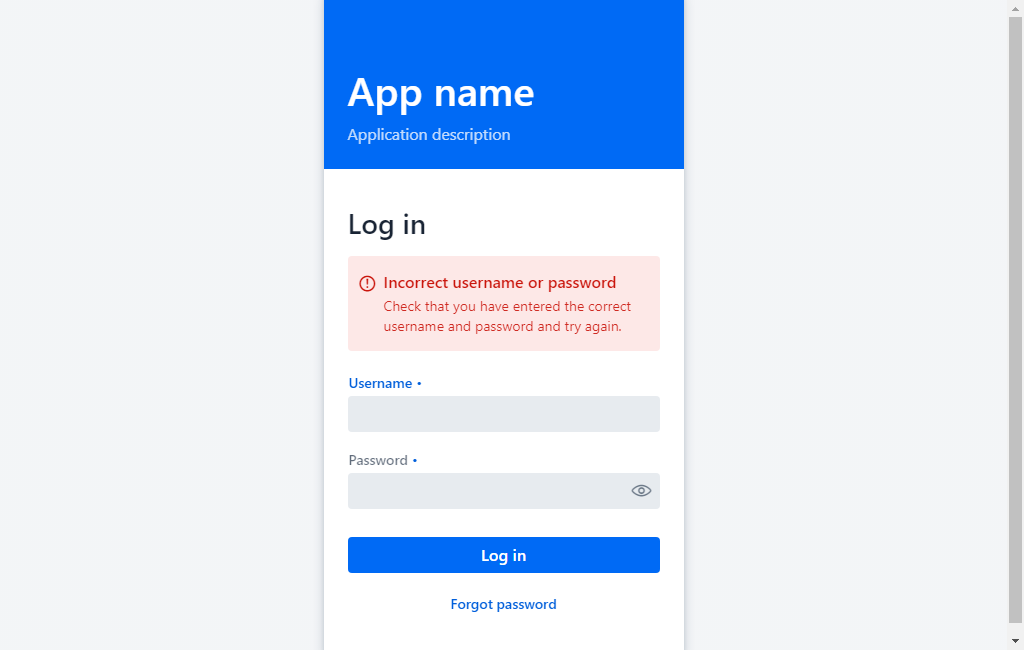 App name
Application description
Log in
Incorrect username or password
Check that you have entered the correct
username and password and try again.
Username •
Password •
Log in
Forgot password